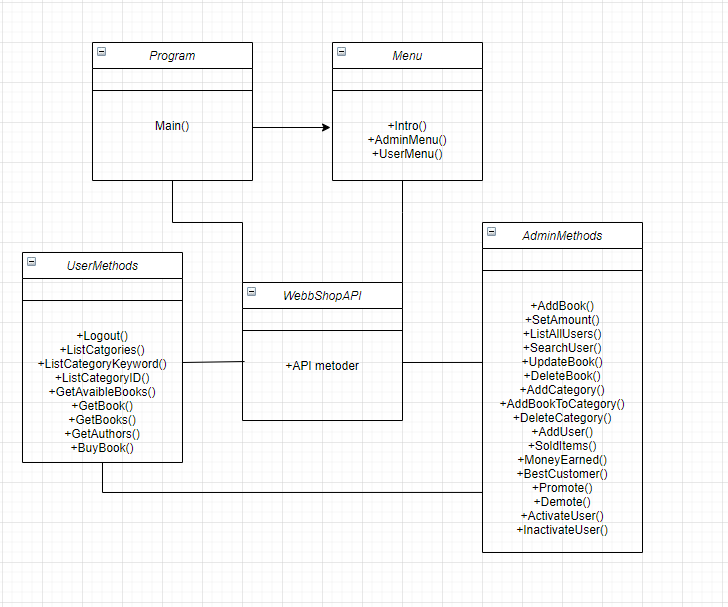 Program
Main()
Menu
+Intro()
+AdminMenu()
+UserMenu()
UserMethods
+Logout()
+ListCatgories()
+ListCategoryKeyword()
+ListCategoryID()
+GetAvaibleBooks()
+GetBook()
+GetBooks()
+GetAuthors()
+BuyBook()
WebbShopAPI
+API metoder
AdminMethods
+AddBook()
+SetAmount()
+ListAllUsers()
+SearchUser()
+UpdateBook()
+DeleteBook()
+AddCategory()
+AddBookToCategory()
+DeleteCategory()
+AddUser()
+SoldItems()
+MoneyEarned()
+BestCustomer()
+Promote()
+Demote()
+ActivateUser()
+InactivateUser()